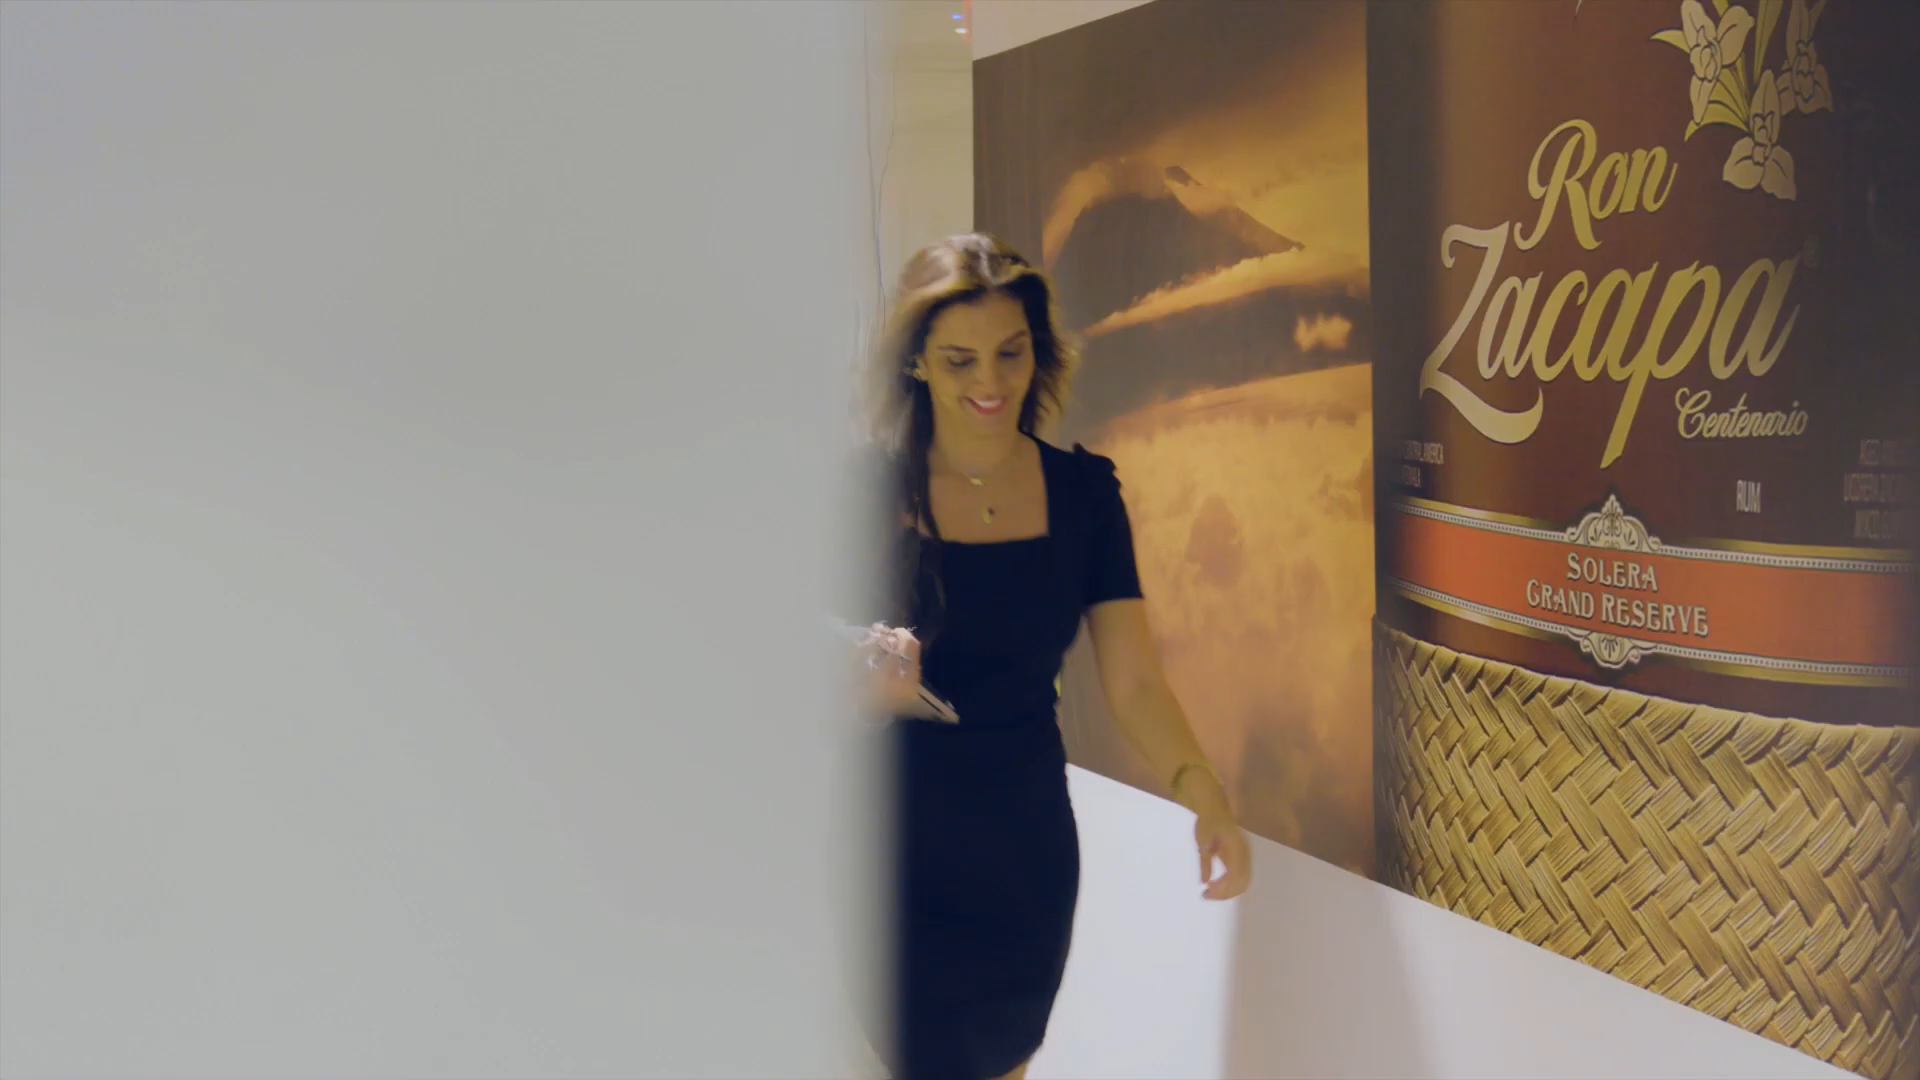 Ron
Zacapa
Centenario
RUM
SOLERA
GRAND RESERVE